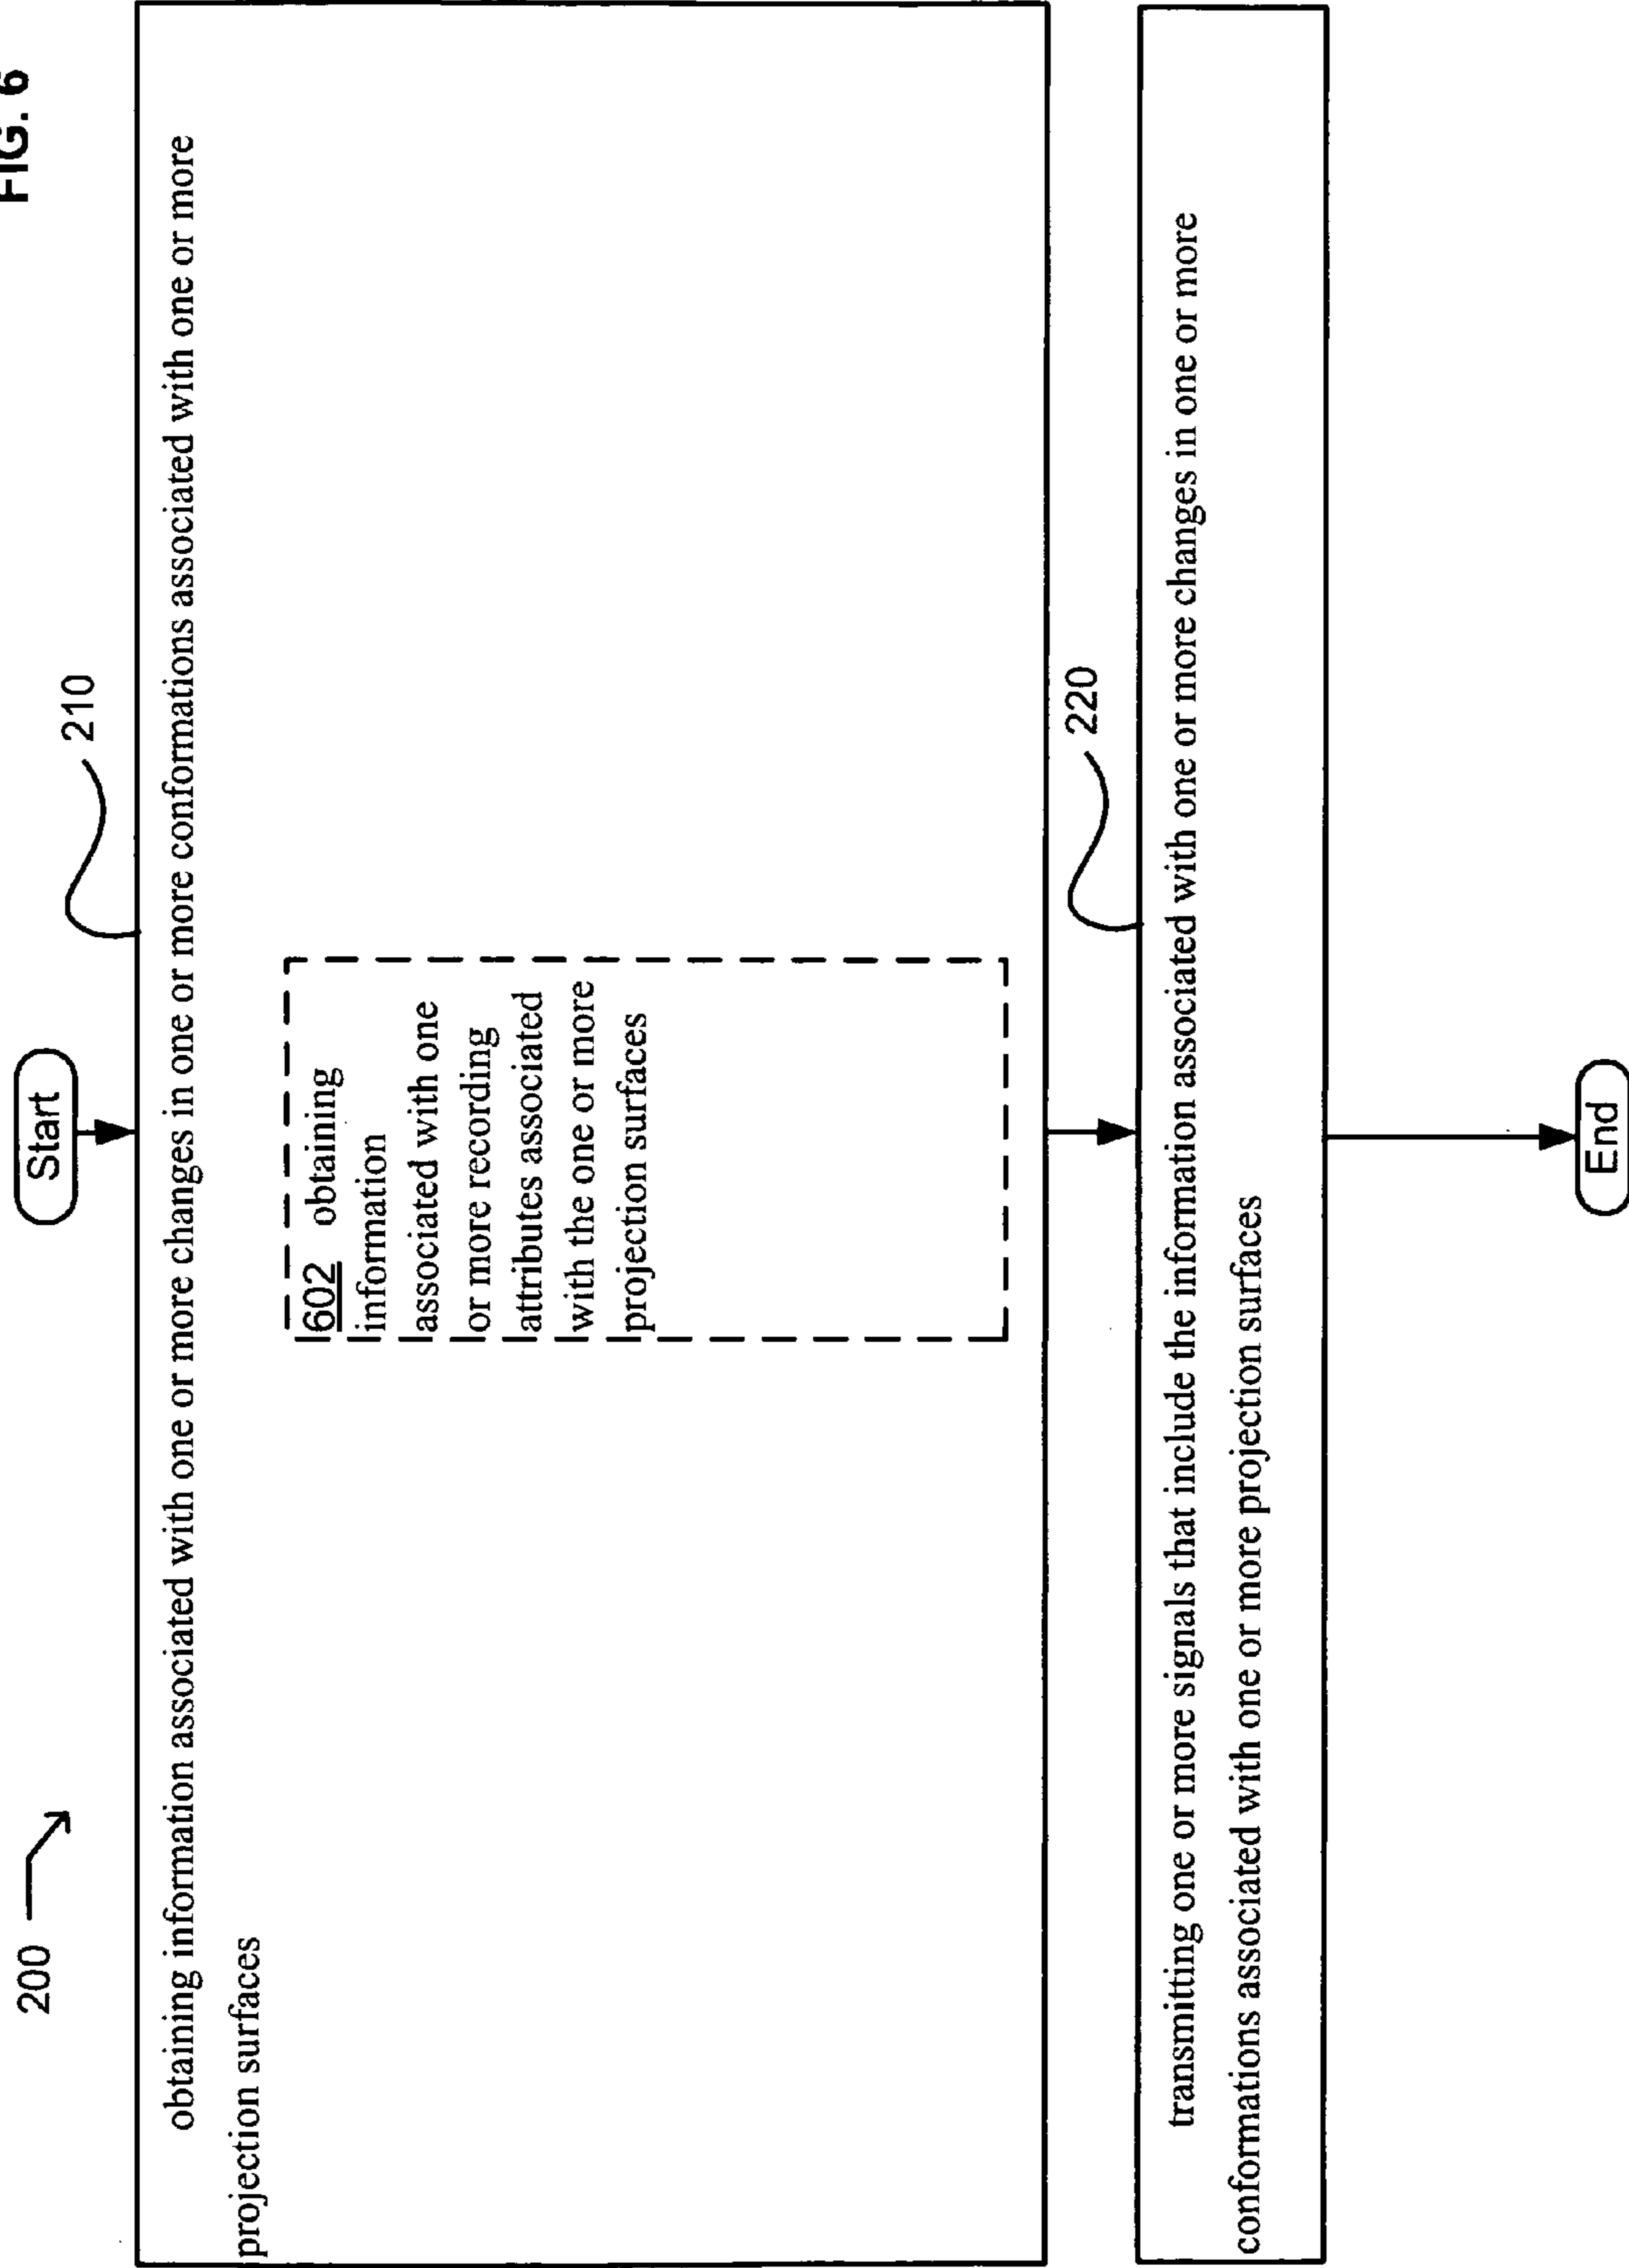 FIG. 6
200
Start
210
obtaining information associated with one or more changes in one or more conformations associated with one or more
projection surfaces
602 obtaining
information
associated with one
or more recording
attributes associated
with the one or more
projection surfaces
220
transmitting one or more signals that include the information associated with one or more changes in one or more
conformations associated with one or more projection surfaces
End